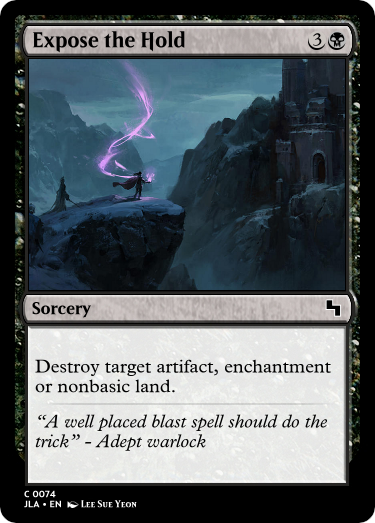 Expose the Hold 3
Sorcery
Destroy target artifact, enchantment
or nonbasic land.
“A well placed blast spell should do the
trick” - Adept warlock
C 0074
JLA • EN Lee Sue Yeon